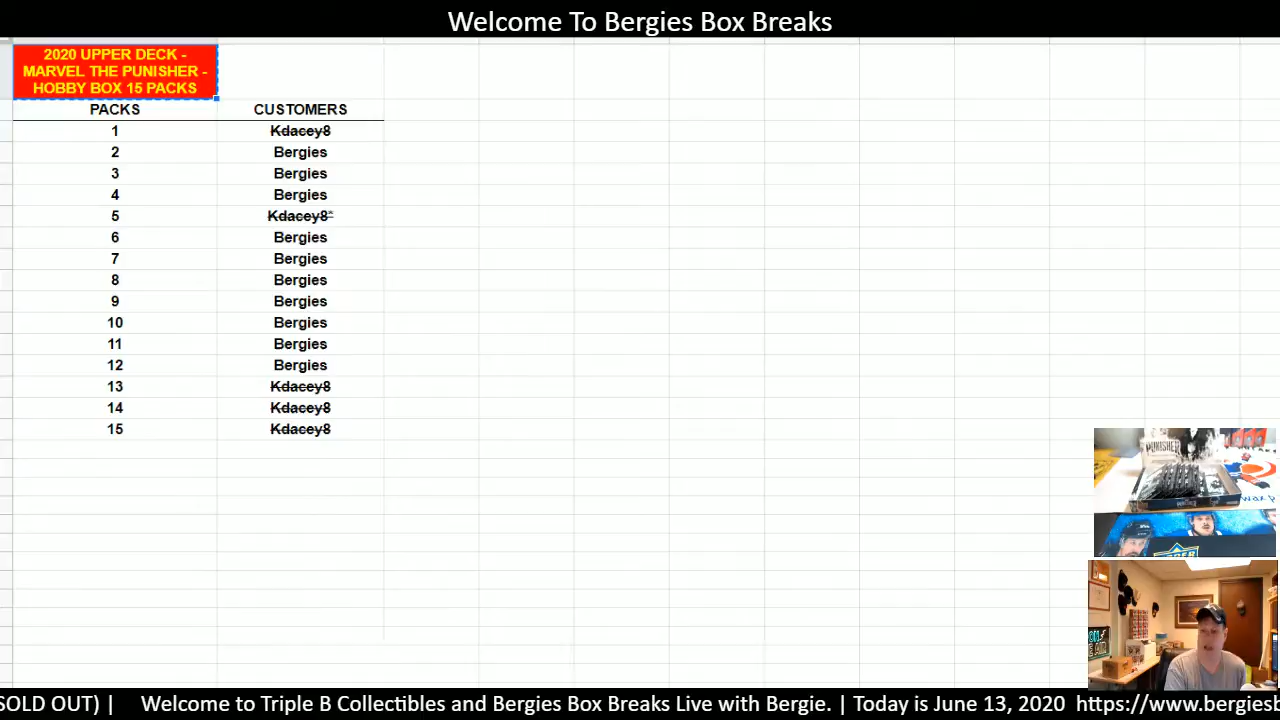 Welcome To Bergies Box Breaks
2020 UPPER DECK -
MARVEL THE PUNISHER -
HOBBY BOX 15 PACKS
PACKS CUSTOMERS
1 Kdacey8
2 Bergies
3 Bergies
4 Bergies
5 Kdacey8*
6 Bergies
7 Bergies
8 Bergies
9 Bergies
10 Bergies
11 Bergies
12 Bergies
13 Kdacey8
14 Kdacey8
15 Kdacey8
PUNISHER
SOLD OUT) | Welcome to Triple B Collectibles and Bergies Box Breaks Live with Bergie. | Today is June 13, 2020 https://www.bergiesb